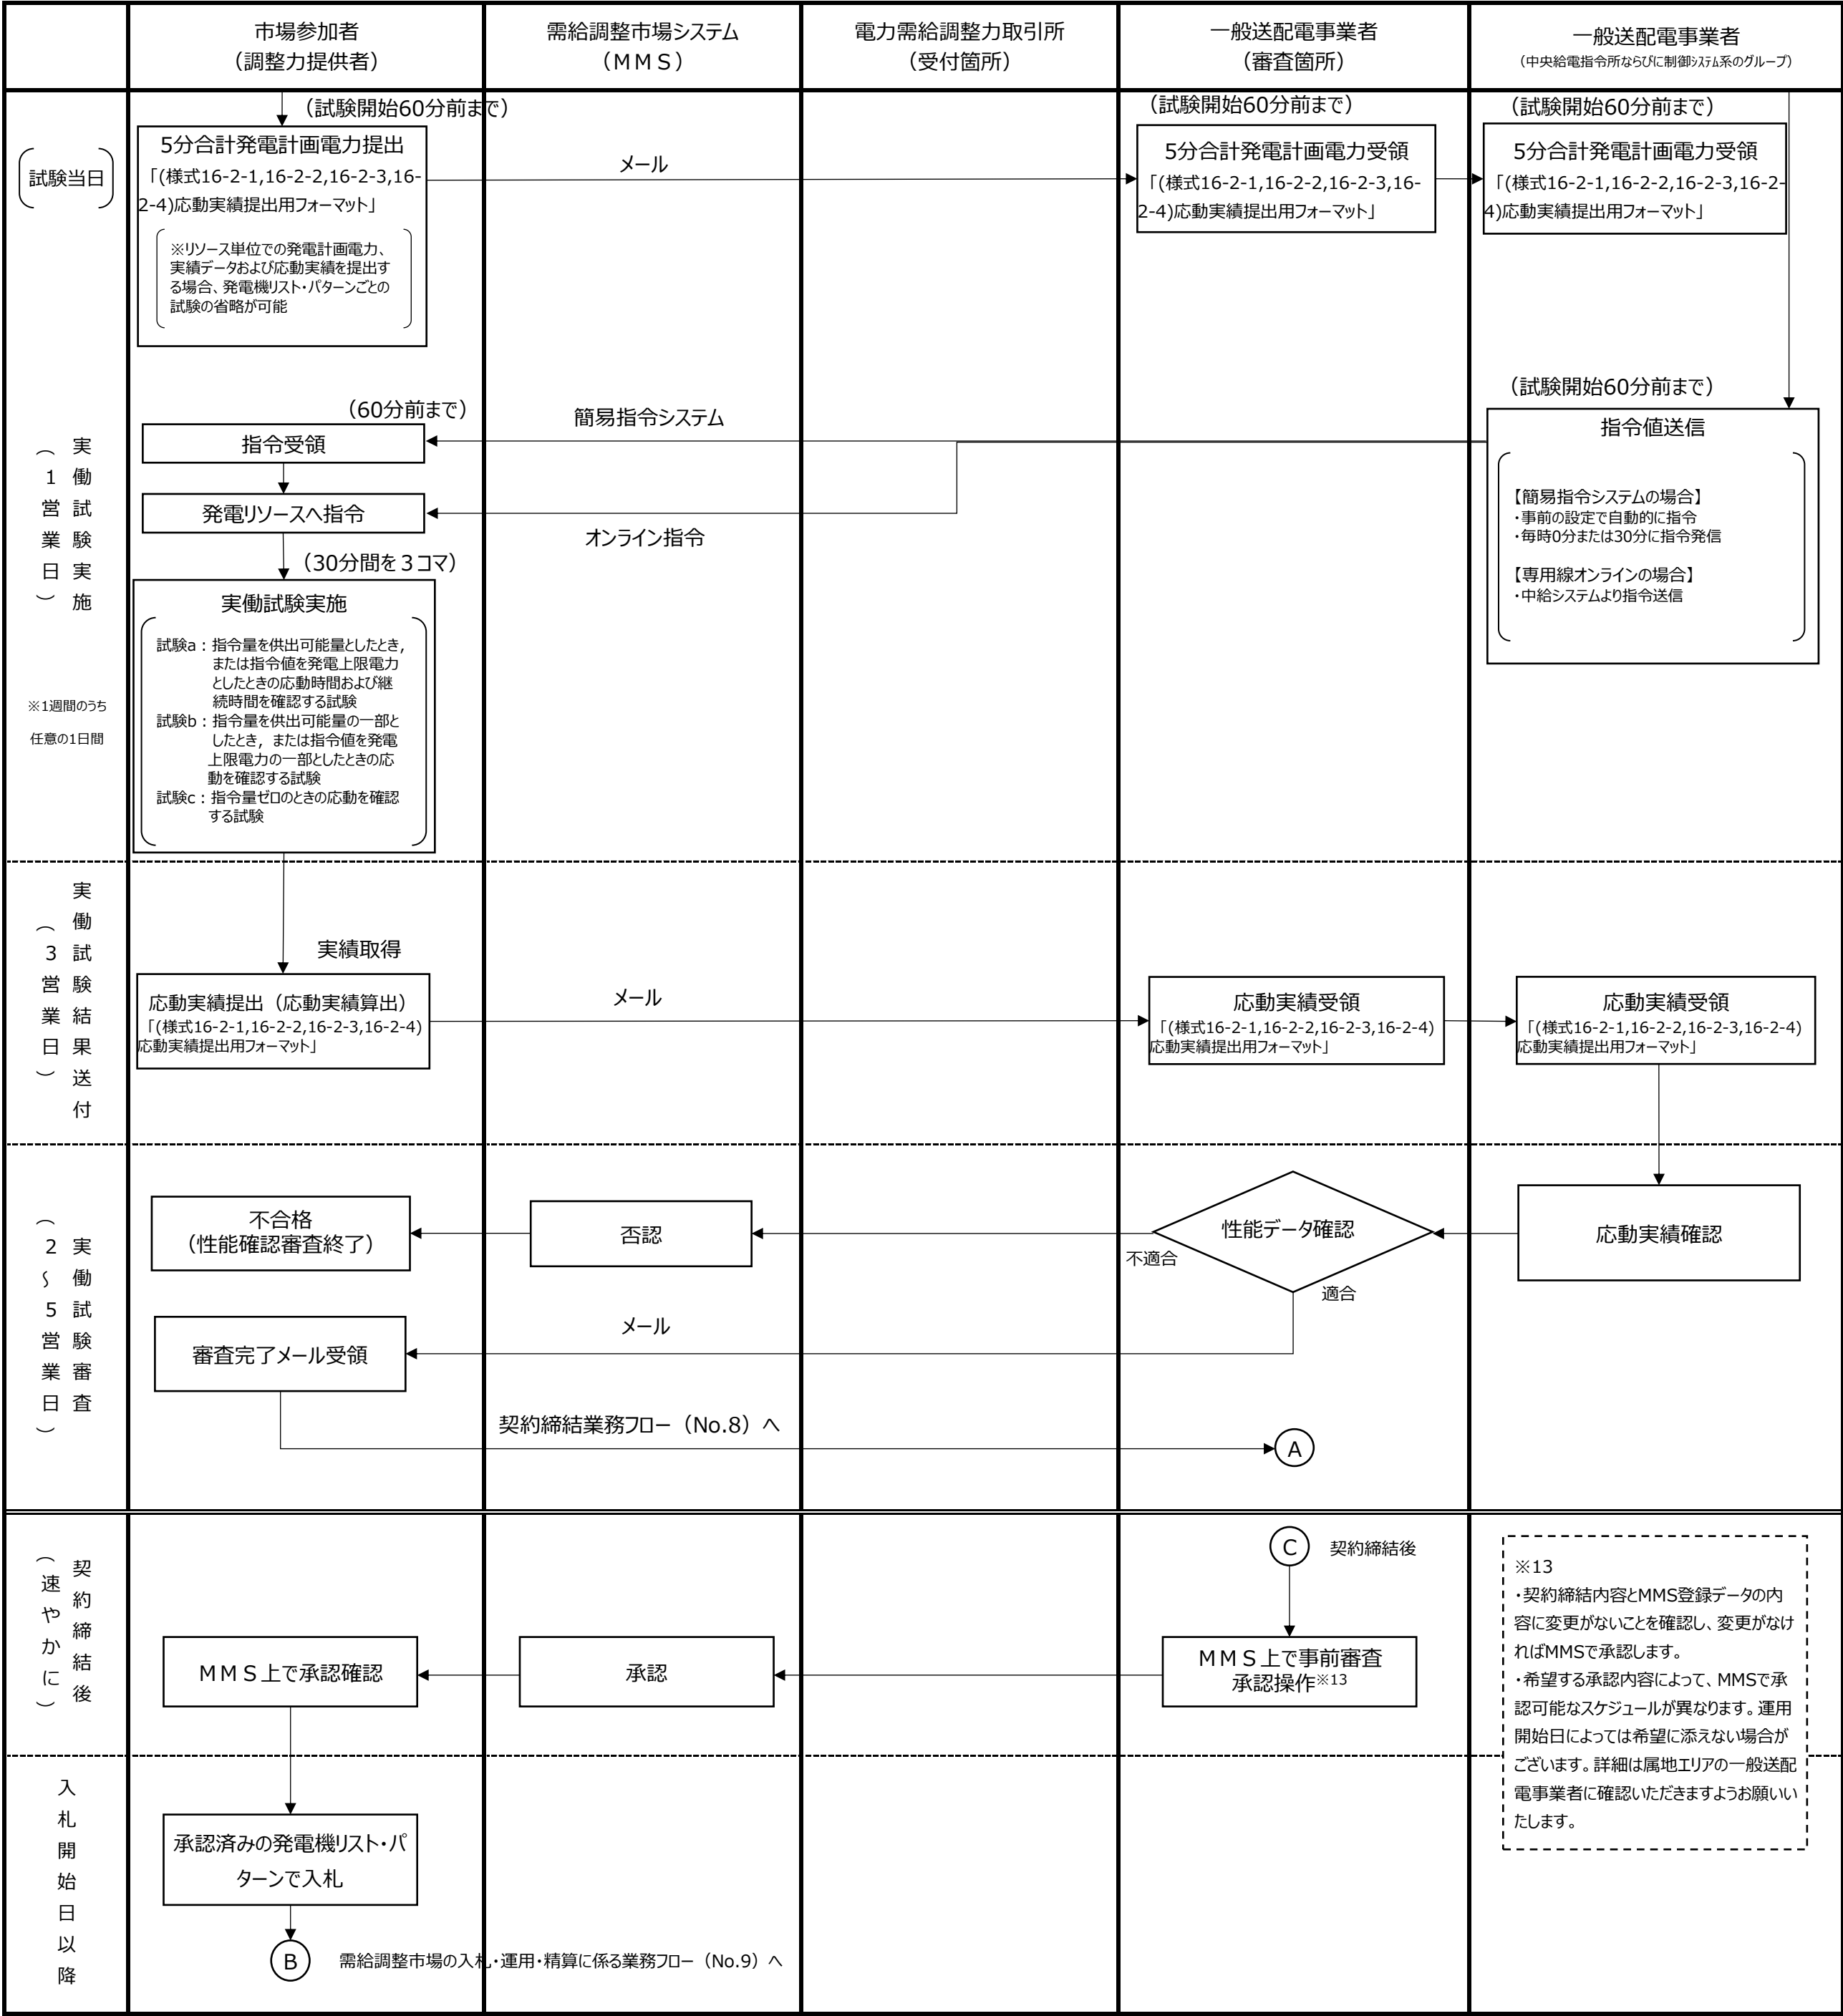 市場参加者
（調整力提供者）
需給調整市場システム
（ＭＭＳ）
電力需給調整力取引所
（受付箇所）
一般送配電事業者
（審査箇所）
一般送配電事業者
（中央給電指令所ならびに制御ｼｽﾃﾑ系のグループ）
試験当日
実働試験実施
（1営業日）
※1週間のうち
任意の1日間
（試験開始60分前まで）
5分合計発電計画電力提出
「(様式16-2-1,16-2-2,16-2-3,16-
2-4)応動実績提出用フォーマット」
※リソース単位での発電計画電力、
実績データおよび応動実績を提出す
る場合、発電機リスト・パターンごとの
試験の省略が可能
メール
（試験開始60分前まで）
5分合計発電計画電力受領
「(様式16-2-1,16-2-2,16-2-3,16-
2-4)応動実績提出用フォーマット」
（試験開始60分前まで）
5分合計発電計画電力受領
「(様式16-2-1,16-2-2,16-2-3,16-2-
4)応動実績提出用フォーマット」
（試験開始60分前まで）
指令値送信
【簡易指令システムの場合】
・事前の設定で自動的に指令
・毎時0分または30分に指令発信
【専用線オンラインの場合】
・中給システムより指令送信
（60分前まで）
簡易指令システム
指令受領
発電リソースへ指令
オンライン指令
（30分間を３コマ）
実働試験実施
試験a：指令量を供出可能量としたとき，
または指令値を発電上限電力
としたときの応動時間および継
続時間を確認する試験
試験b：指令量を供出可能量の一部と
したとき，または指令値を発電
上限電力の一部としたときの応
動を確認する試験
試験c：指令量ゼロのときの応動を確認
する試験
実働試験結果送付
（3営業日）
実績取得
応動実績提出（応動実績算出）
「(様式16-2-1,16-2-2,16-2-3,16-2-4)
応動実績提出用フォーマット」
メール
応動実績受領
「(様式16-2-1,16-2-2,16-2-3,16-2-4)
応動実績提出用フォーマット」
応動実績受領
「(様式16-2-1,16-2-2,16-2-3,16-2-4)
応動実績提出用フォーマット」
実働試験審査
（2～5営業日）
不合格
（性能確認審査終了）
否認
性能データ確認
不適合
適合
応動実績確認
メール
審査完了メール受領
契約締結業務フロー（No.8）へ
A
契約締結後
（速やかに）
C
契約締結後
ＭＭＳ上で承認確認
承認
ＭＭＳ上で事前審査
承認操作※13
※13
・契約締結内容とMMS登録データの内
容に変更がないことを確認し、変更がなけ
ればMMSで承認します。
・希望する承認内容によって、MMSで承
認可能なスケジュールが異なります。運用
開始日によっては希望に添えない場合が
ございます。詳細は属地エリアの一般送配
電事業者に確認いただきますようお願いい
たします。
入札開始日以降
承認済みの発電機リスト・パ
ターンで入札
B
需給調整市場の入札・運用・精算に係る業務フロー（No.9）へ